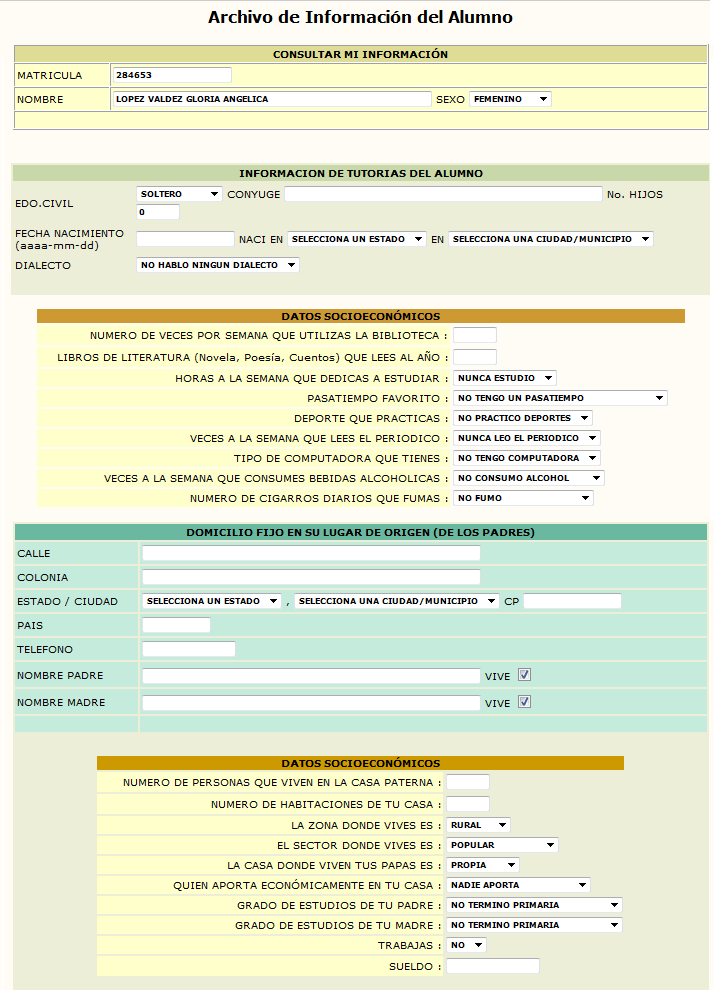 Archivo de Información del Alumno
CONSULTAR MI INFORMACIÓN
MATRICULA 284653
NOMBRE LOPEZ VALDEZ GLORIA ANGELICA SEXO FEMENINO
INFORMACION DE TUTORIAS DEL ALUMNO
EDO.CIVIL SOLTERO CONYUGE No. HIJOS
0
FECHA NACIMIENTO
(aaaa-mm-dd) NACI EN SELECCIONA UN ESTADO EN SELECCIONA UNA CIUDAD/MUNICIPIO
DIALECTO NO HABLO NINGUN DIALECTO
DATOS SOCIOECONÓMICOS
NUMERO DE VECES POR SEMANA QUE UTILIZAS LA BIBLIOTECA :
LIBROS DE LITERATURA (Novela, Poesía, Cuentos) QUE LEES AL AÑO :
HORAS A LA SEMANA QUE DEDICAS A ESTUDIAR : NUNCA ESTUDIO
PASATIEMPO FAVORITO : NO TENGO UN PASATIEMPO
DEPORTE QUE PRACTICAS : NO PRACTICO DEPORTES
VECES A LA SEMANA QUE LEES EL PERIODICO : NUNCA LEO EL PERIODICO
TIPO DE COMPUTADORA QUE TIENES : NO TENGO COMPUTADORA
VECES A LA SEMANA QUE CONSUMES BEBIDAS ALCOHOLICAS : NO CONSUMO ALCOHOL
NUMERO DE CIGARROS DIARIOS QUE FUMAS : NO FUMO
DOMICILIO FIJO EN SU LUGAR DE ORIGEN (DE LOS PADRES)
CALLE
COLONIA
ESTADO / CIUDAD SELECCIONA UN ESTADO , SELECCIONA UNA CIUDAD/MUNICIPIO CP
PAIS
TELEFONO
NOMBRE PADRE VIVE
NOMBRE MADRE VIVE
DATOS SOCIOECONÓMICOS
NUMERO DE PERSONAS QUE VIVEN EN LA CASA PATERNA :
NUMERO DE HABITACIONES DE TU CASA :
LA ZONA DONDE VIVES ES : RURAL
EL SECTOR DONDE VIVES ES : POPULAR
LA CASA DONDE VIVEN TUS PAPAS ES : PROPIA
QUIEN APORTA ECONÓMICAMENTE EN TU CASA : NADIE APORTA
GRADO DE ESTUDIOS DE TU PADRE : NO TERMINO PRIMARIA
GRADO DE ESTUDIOS DE TU MADRE : NO TERMINO PRIMARIA
TRABAJAS : NO
SUELDO :